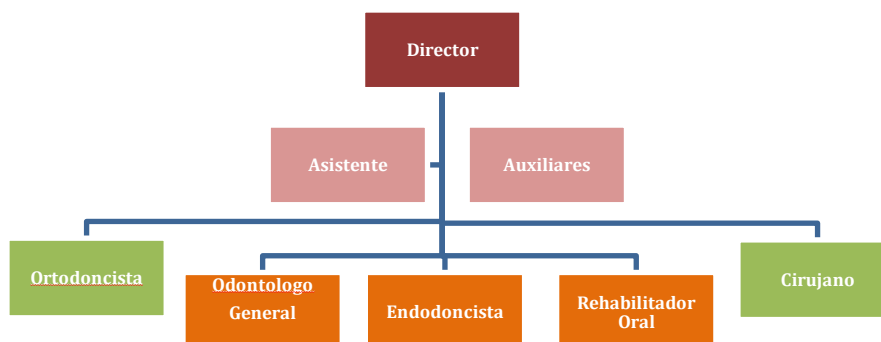 Director
Asistente
Auxiliares
Ortodoncista
Odontologo
General
Endodoncista
Rehabilitador
Oral
Cirujano